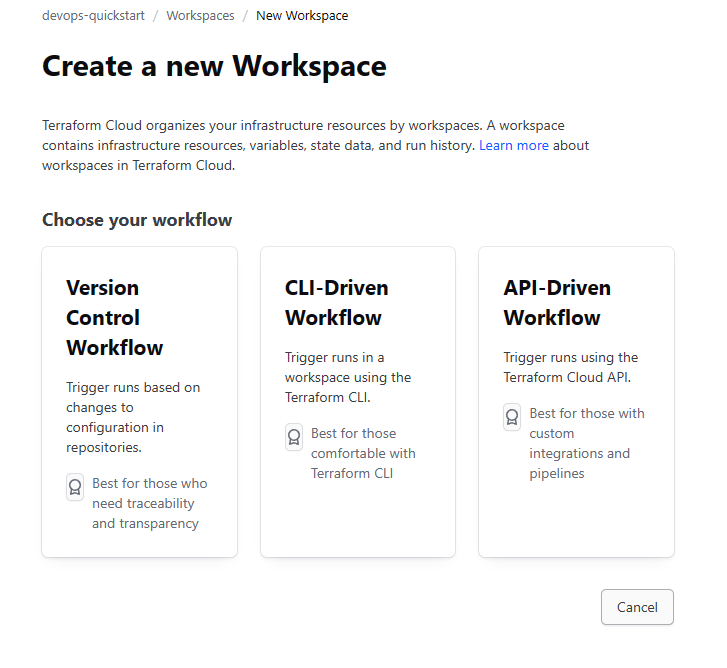 devops-quickstart / Workspaces / New Workspace
Create a new Workspace
Terraform Cloud organizes your infrastructure resources by workspaces. A workspace
contains infrastructure resources, variables, state data, and run history. Learn more about
workspaces in Terraform Cloud.
Choose your workflow
Version
Control
Workflow
Trigger runs based on
changes to
configuration in
repositories.
Best for those who
need traceability
and transparency
CLI-Driven
Workflow
Trigger runs in a
workspace using the
Terraform CLI.
Best for those
comfortable with
Terraform CLI
API-Driven
Workflow
Trigger runs using the
Terraform Cloud API.
Best for those with
custom
integrations and
pipelines
Cancel